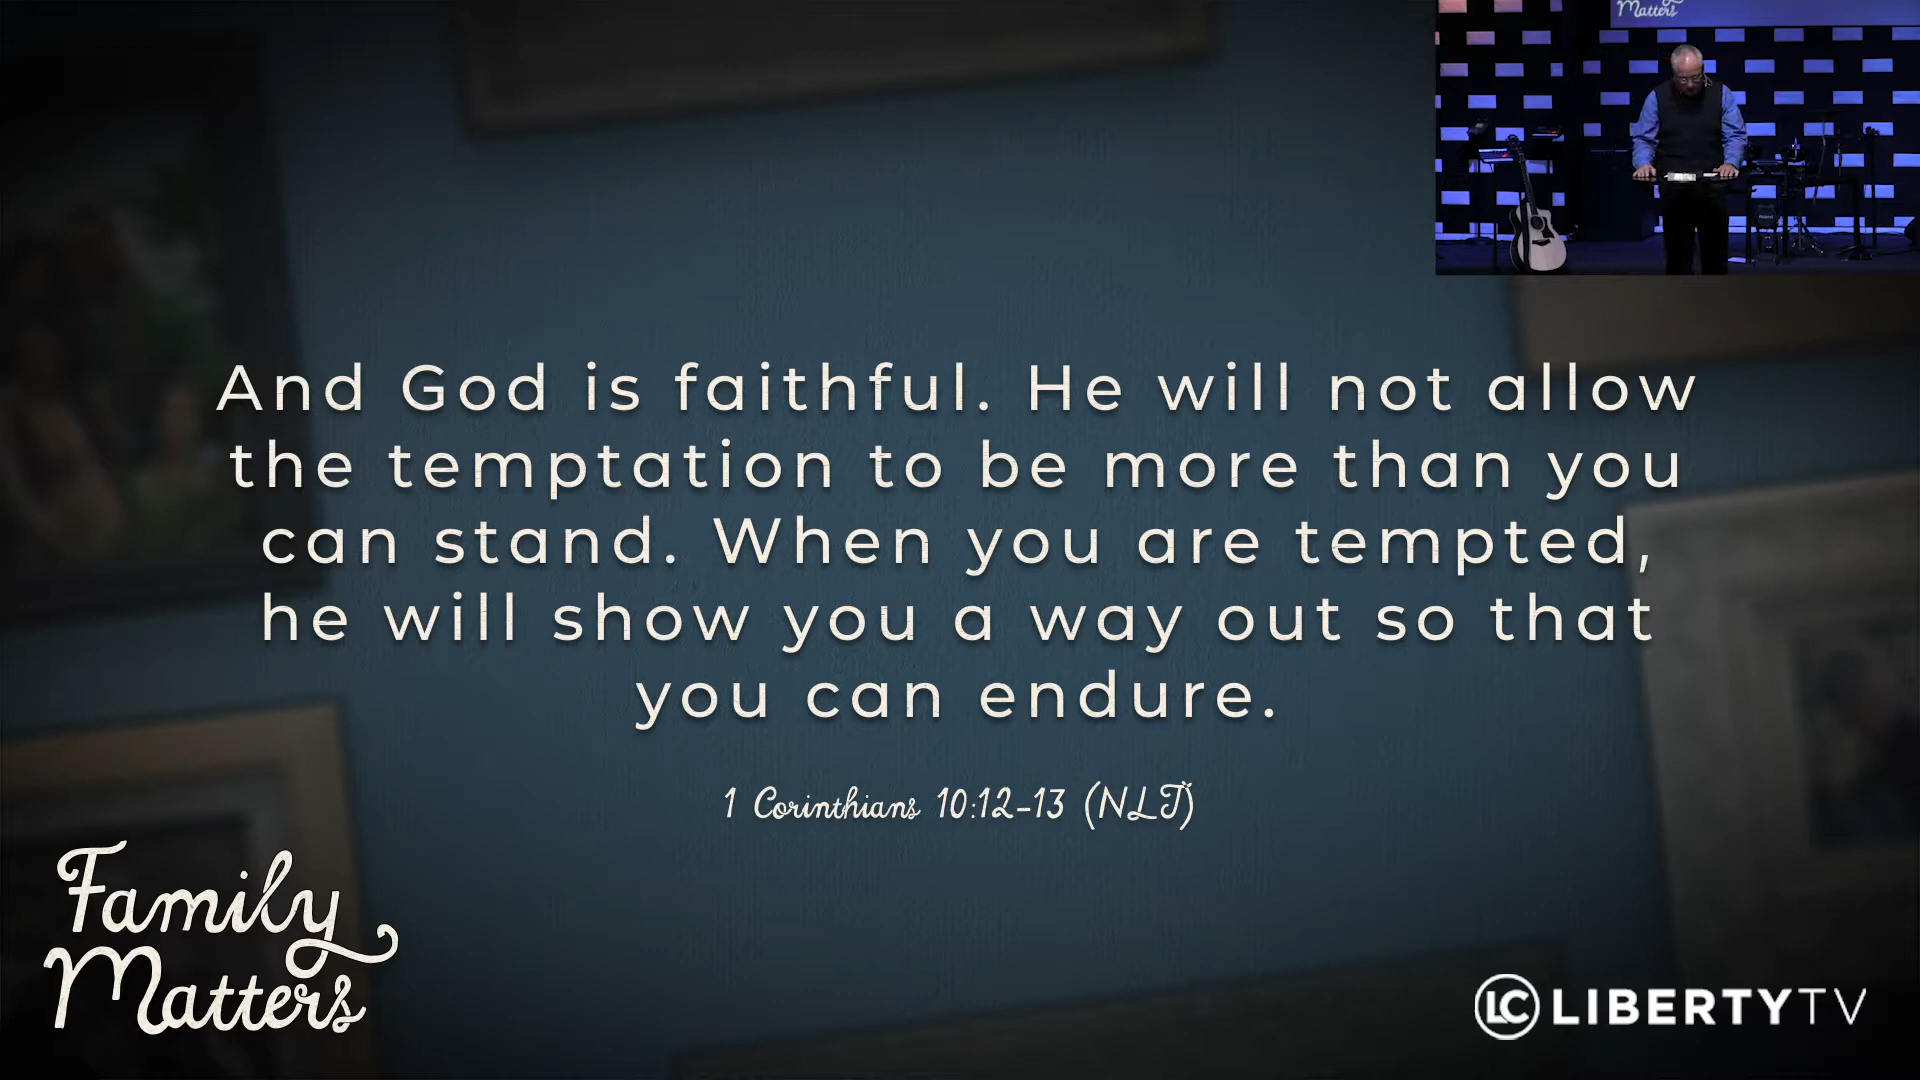 Matters
And God is faithful. He will not allow
the temptation to be more than you
can stand. When you are tempted,
he will show you a way out so that
you can endure.
1 Corinthians 10:12-13 (NLT)
Family
Matters
LC LIBERTYTV